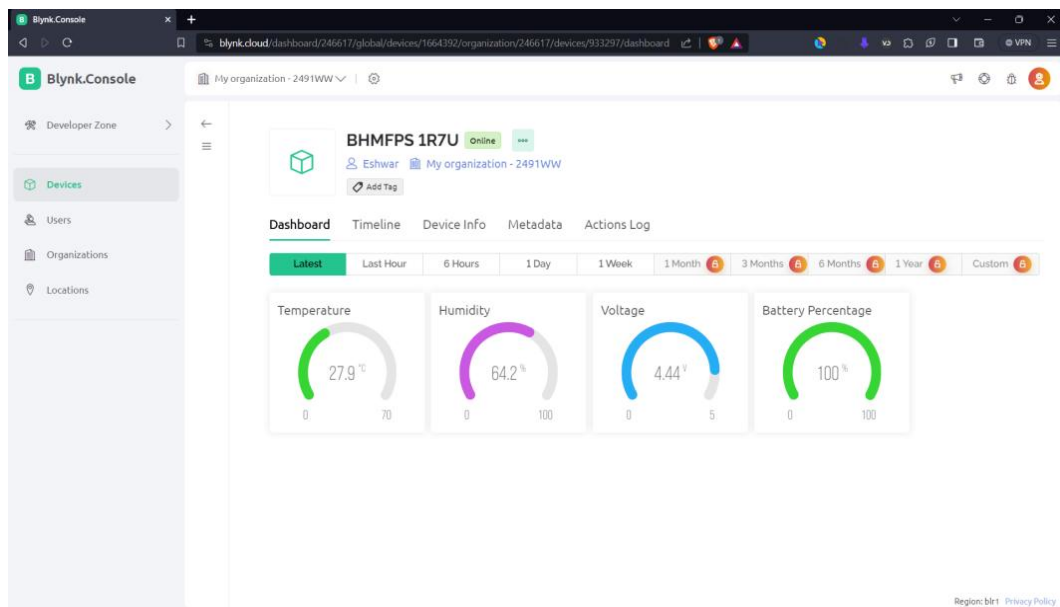 B Blynk.Console × +
blynk.cloud/dashboard/246617/global/devices/1664392/organization/246617/devices/933297/dashboard VPN
B Blynk.Console
My organization - 2491WW
Developer Zone
Devices
Users
Organizations
Locations
BHMFPS 1R7U Online
Eshwar My organization - 2491WW
Add Tag
Dashboard Timeline Device Info Metadata Actions Log
Latest Last Hour 6 Hours 1 Day 1 Week 1 Month 3 Months 6 Months 1 Year Custom
Temperature Humidity Voltage Battery Percentage
27.9 °C 64.2 % 4.44 V 100 %
0 70 0 100 0 5 0 100
Region: blr1 Privacy Policy